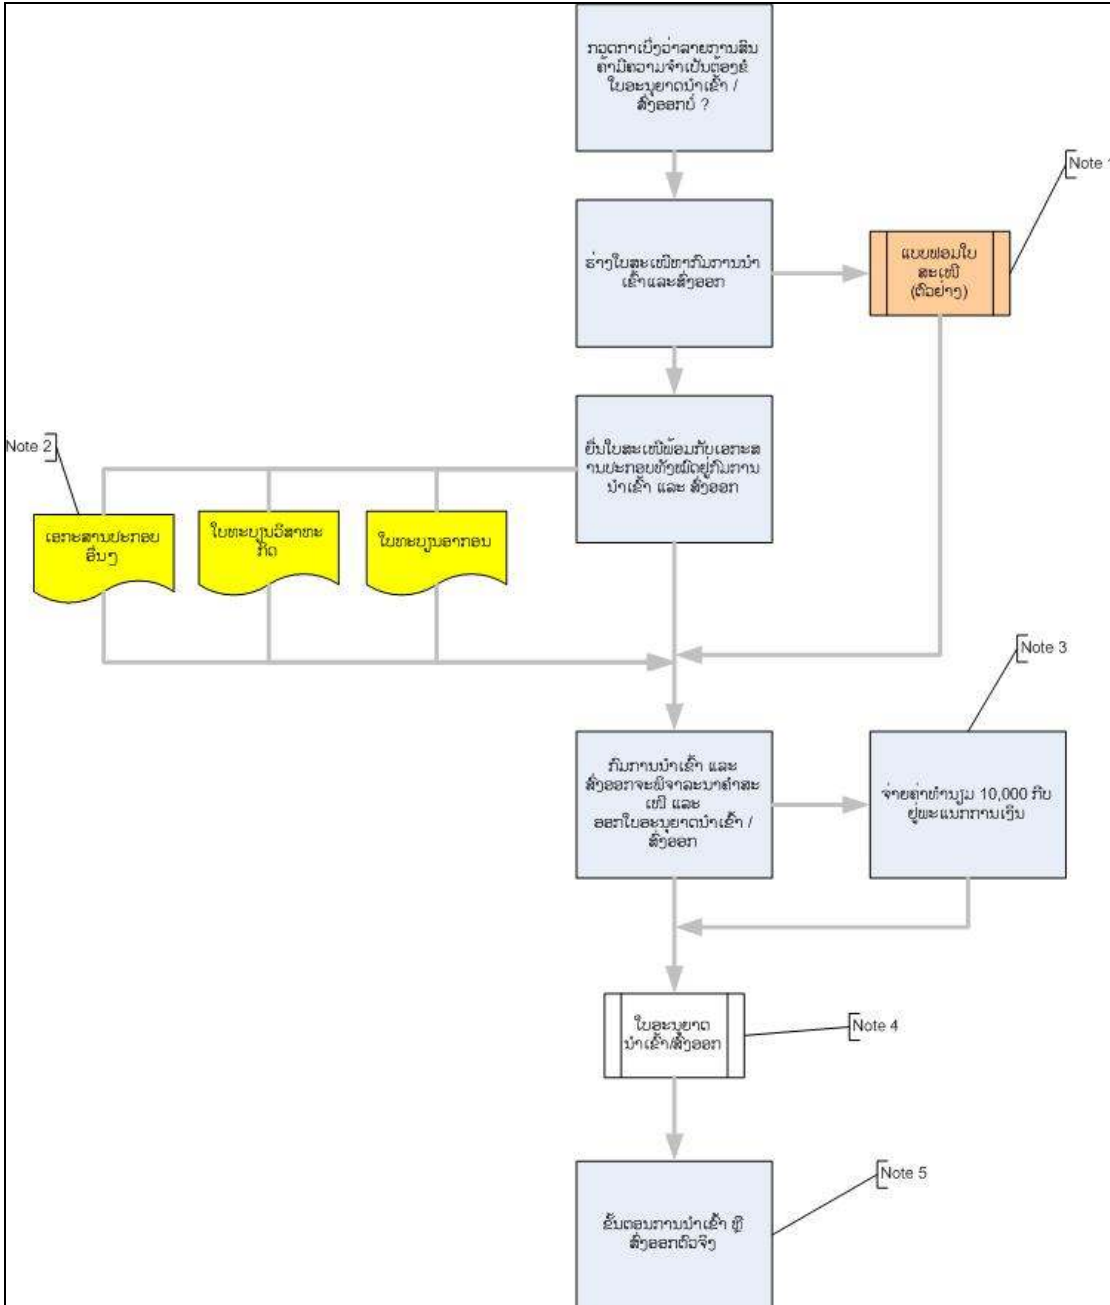 ກວດກາເບິ່ງວ່າລາຍການສິນ
ຄ້າມີຄວາມຈຳເປັນຕ້ອງຂໍ
ໃບອະນຸຍາດນຳເຂົ້າ /
ສົ່ງອອກບໍ່ ?
Note 1
ຮ່າງໃບສະເໜີຫາກົມການນຳ
ເຂົ້າແລະສົ່ງອອກ
ແບບຟອມໃບ
ສະເໜີ
(ຕົວຢ່າງ)
Note 2
ຍື່ນໃບສະເໜີພ້ອມກັບເອກະສ
ານປະກອບທັງໝົດຢູ່ກົມການ
ນຳເຂົ້າ ແລະ ສົ່ງອອກ
ເອກະສານປະກອບ
ອື່ນໆ
ໃບທະບຽນວິສາຫະ
ກິດ
ໃບທະບຽນອາກອນ
Note 3
ກົມການນຳເຂົ້າ ແລະ
ສົ່ງອອກຈະພິຈາລະນາຄຳສະ
ເໜີ ແລະ
ອອກໃບອະນຸຍາດນຳເຂົ້າ /
ສົ່ງອອກ
ຈ່າຍຄ່າທຳນຽມ 10,000 ກີບ
ຢູ່ພະແນກການເງິນ
ໃບອະນຸຍາດ
ນຳເຂົ້າ/ສົ່ງອອກ
Note 4
Note 5
ຂັ້ນຕອນການນຳເຂົ້າ ຫຼື
ສົ່ງອອກຕົວຈິງ